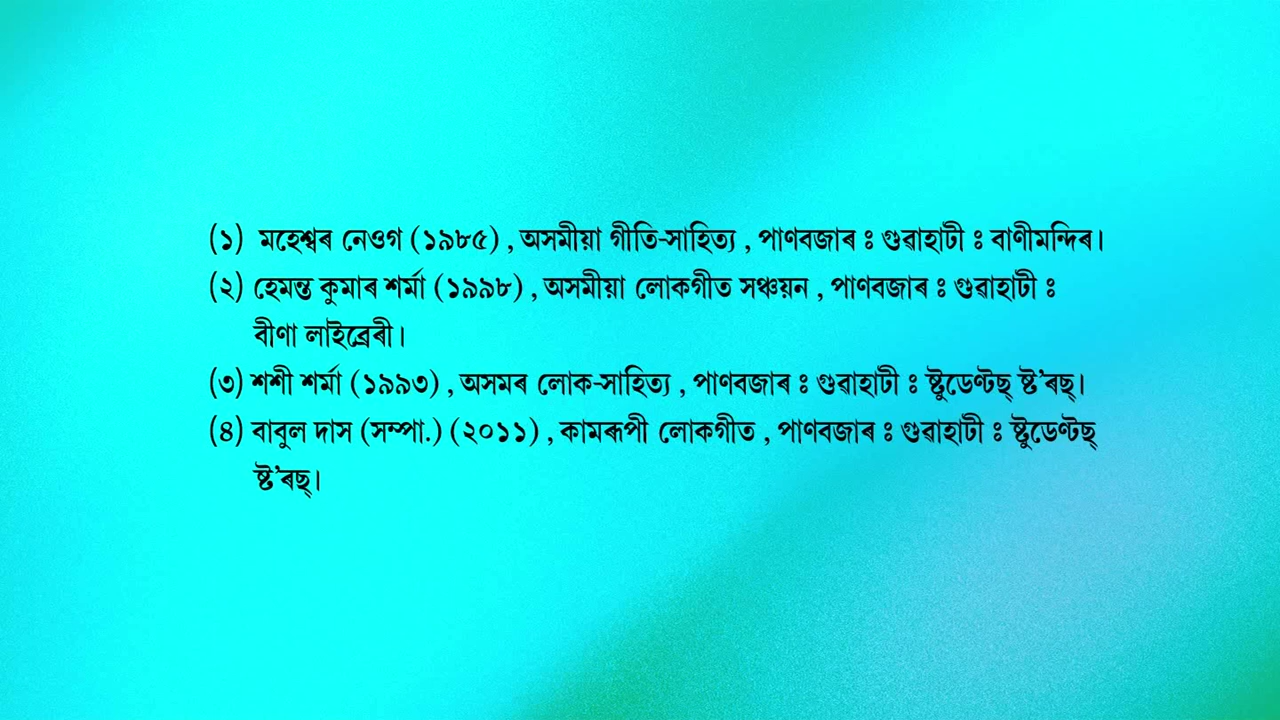 (১) মহেশ্বৰ নেওগ (১৯৮৫) , অসমীয়া গীতি-সাহিত্য , পাণবজাৰ ঃ গুৱাহাটী ঃ বাণীমন্দিৰ।
(২) হেমন্ত কুমাৰ শৰ্মা (১৯৯৮) , অসমীয়া লোকগীত সঞ্চয়ন , পাণবজাৰ ঃ গুৱাহাটী ঃ
বীণা লাইব্ৰেৰী।
(৩) শশী শৰ্মা (১৯৯৩) , অসমৰ লোক-সাহিত্য , পাণবজাৰ ঃ গুৱাহাটী ঃ ষ্টুডেণ্টছ্ ষ্ট'ৰছ্।
(৪) বাবুল দাস (সম্পা.) (২০১১) , কামৰূপী লোকগীত , পাণবজাৰ ঃ গুৱাহাটী ঃ ষ্টুডেণ্টছ্
ষ্ট'ৰছ্।